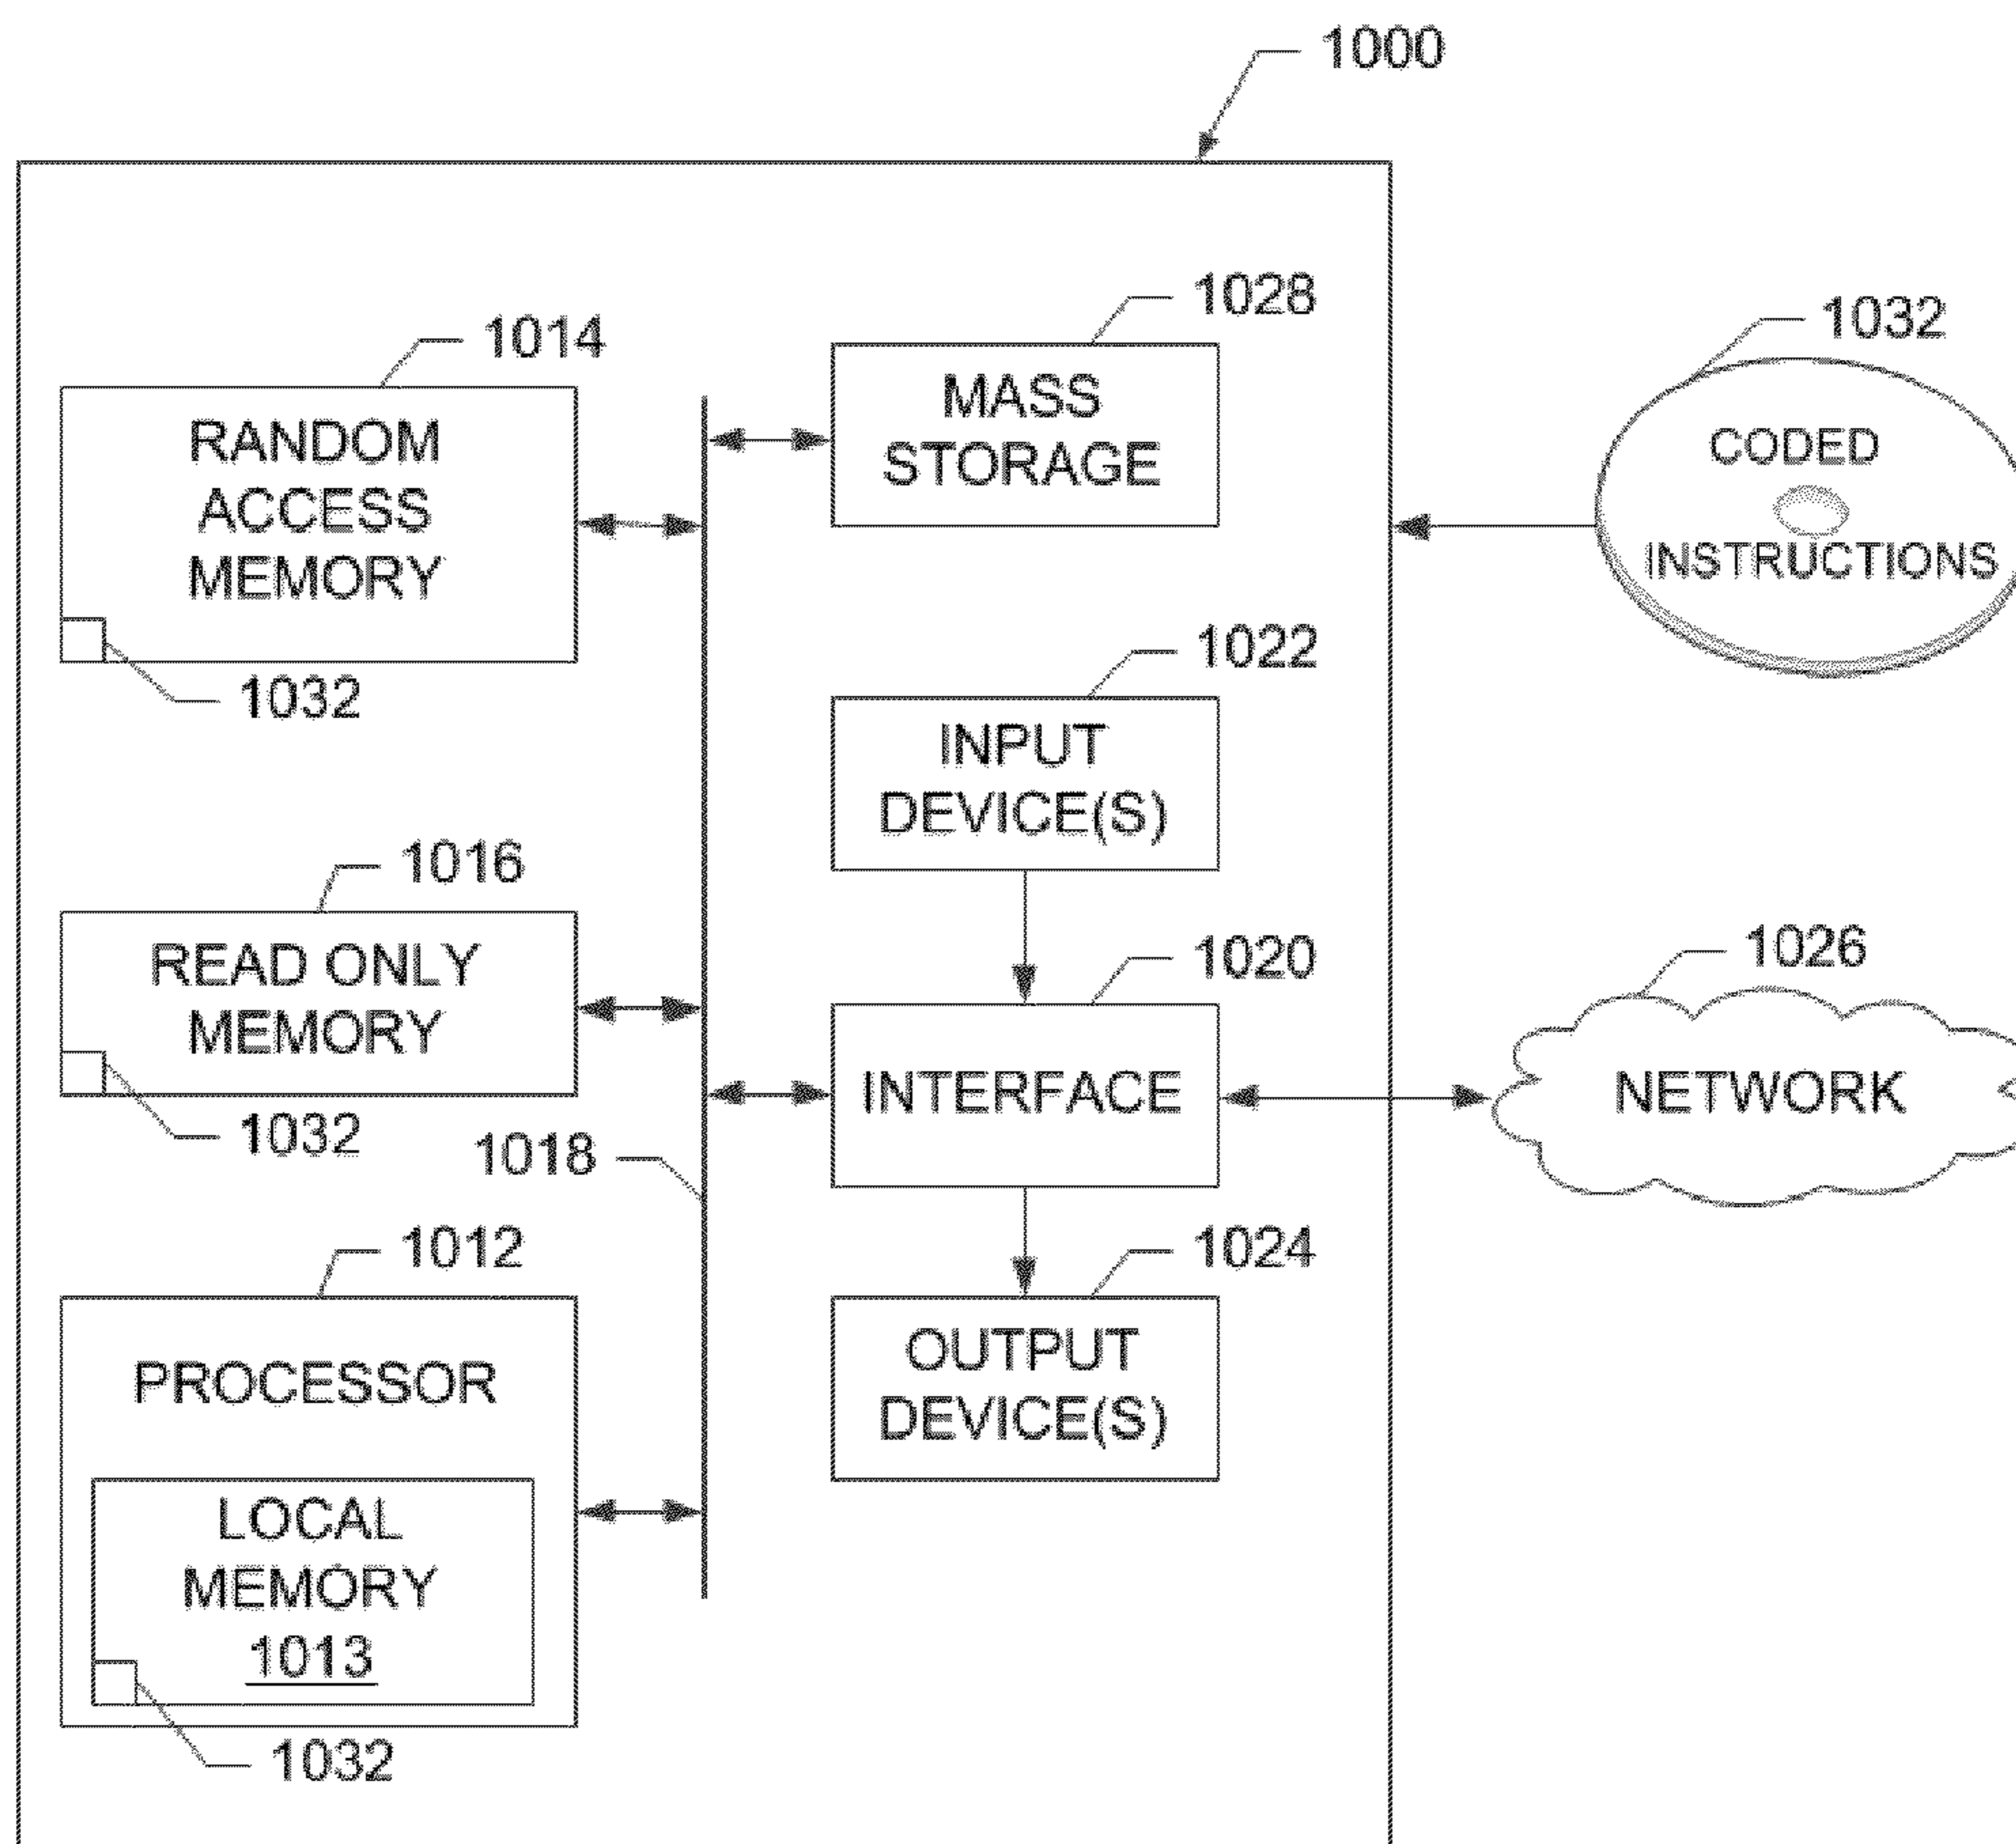 1000
1014
RANDOM
ACCESS
MEMORY
1032
1028
MASS
STORAGE
1032
CODED
INSTRUCTIONS
1022
INPUT
DEVICE(S)
1016
READ ONLY
MEMORY
1032
1018
1020
INTERFACE
1026
NETWORK
1012
PROCESSOR
LOCAL
MEMORY
1013
1032
1024
OUTPUT
DEVICE(S)